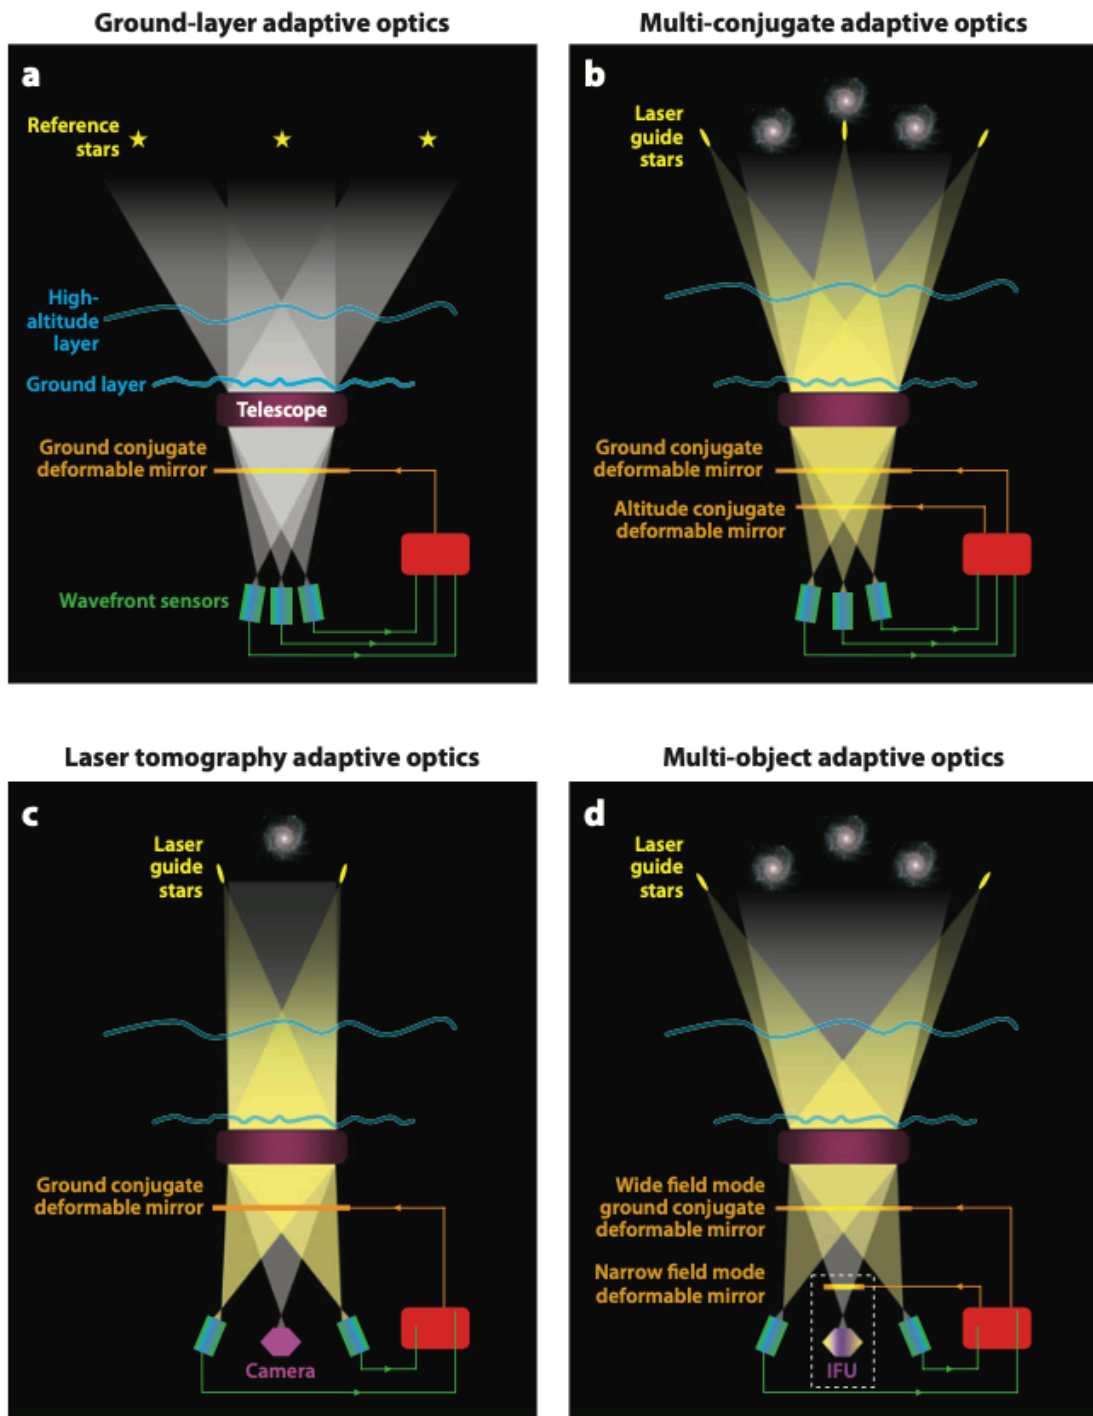 Ground-layer adaptive optics
a
Reference
stars
High-
altitude
layer
Ground layer
Telescope
Ground conjugate
deformable mirror
Wavefront sensors
Multi-conjugate adaptive optics
b
Laser
guide
stars
Ground conjugate
deformable mirror
Altitude conjugate
deformable mirror
Laser tomography adaptive optics
c
Laser
guide
stars
Ground conjugate
deformable mirror
Camera
Multi-object adaptive optics
d
Laser
guide
stars
Wide field mode
ground conjugate
deformable mirror
Narrow field mode
deformable mirror
IFU